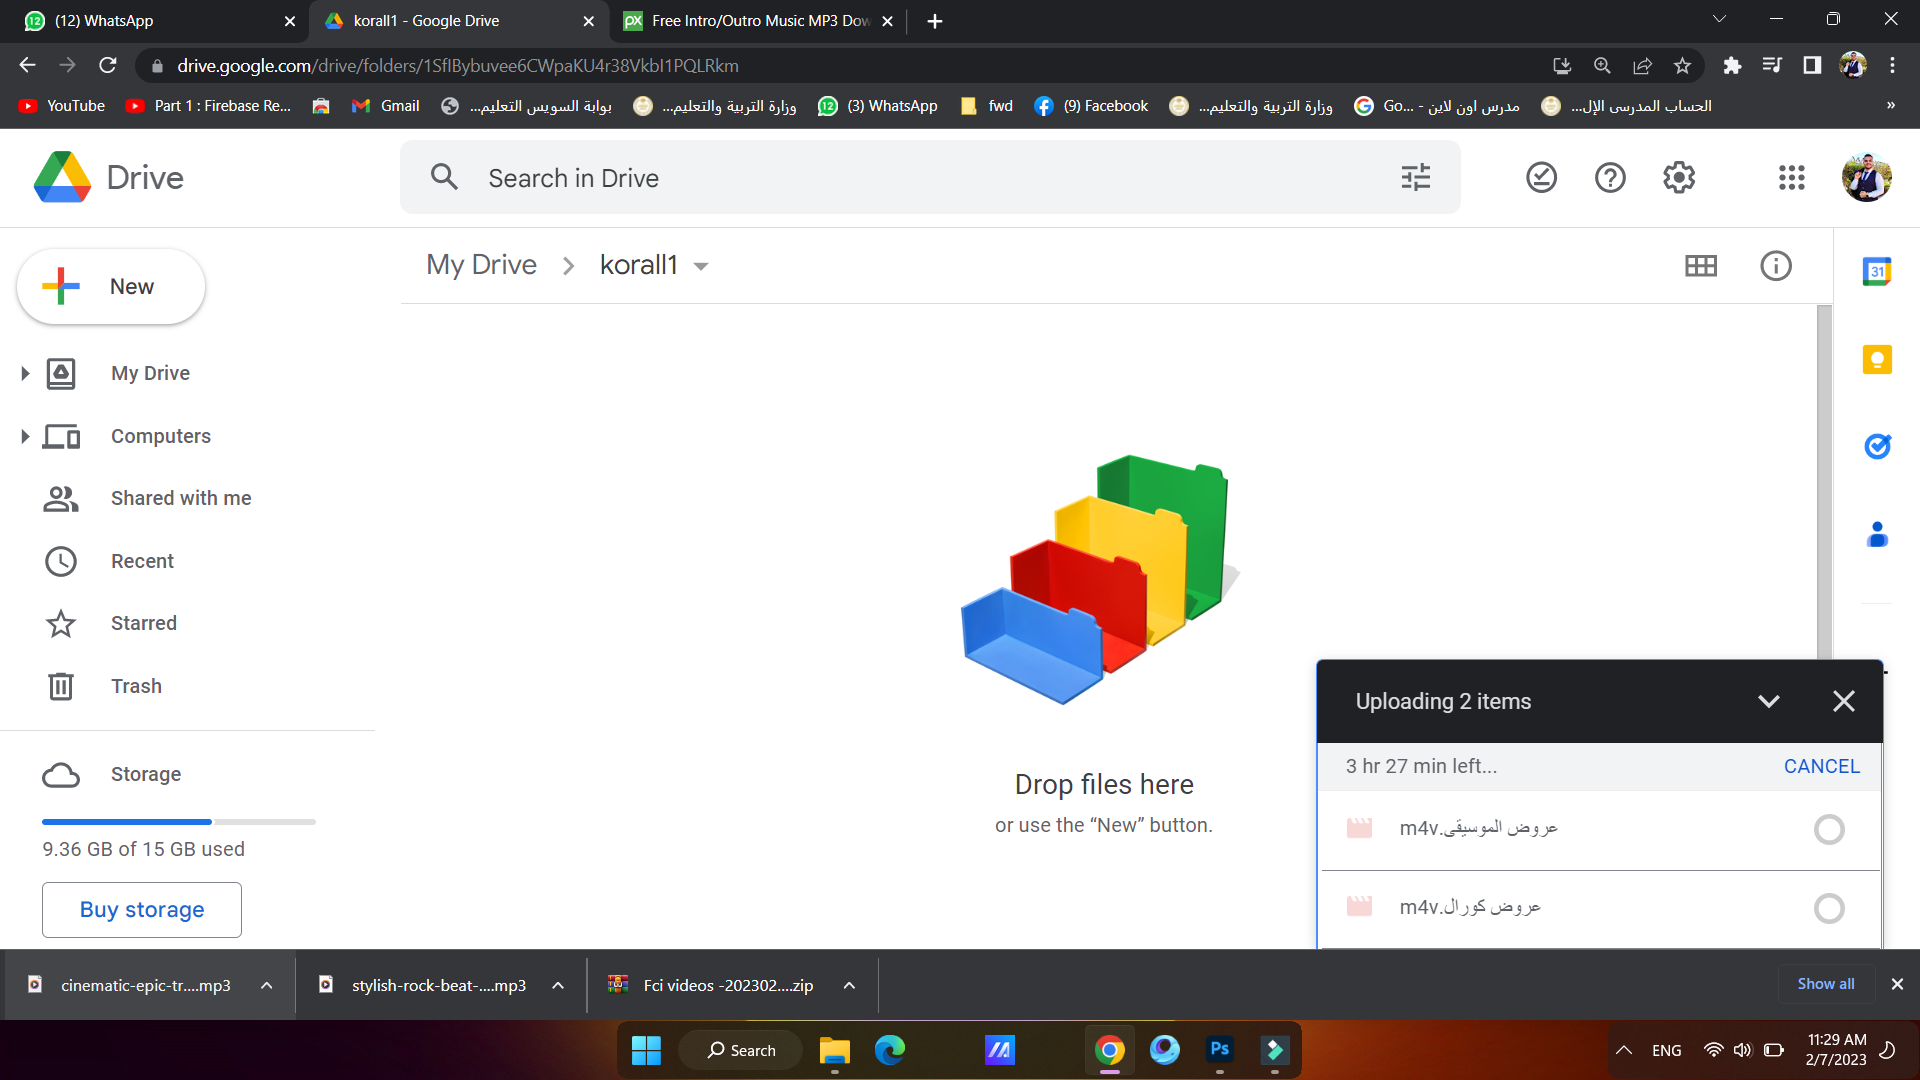 (12) WhatsApp
korall1 - Google Drive
Free Intro/Outro Music MP3 Dow
drive.google.com/drive/folders/1SflBybuvee6CWpaKU4r38VkbI1PQLRkm
YouTube
Part 1 : Firebase Re...
Gmail
بوابة السويس التعليم...
وزارة التربية والتعليم...
(3) WhatsApp
fwd
(9) Facebook
وزارة التربية والتعليم...
مدرس اون لاين - Go...
الحساب المدرسى الإل...
»
Drive
Search in Drive
31
New
My Drive
korall1
My Drive
Computers
Shared with me
Recent
Starred
Trash
Storage
9.36 GB of 15 GB used
Buy storage
Drop files here
or use the “New” button.
Uploading 2 items
3 hr 27 min left...
CANCEL
عروض الموسيقى.m4v
عروض كورال.m4v
cinematic-epic-tr....mp3
stylish-rock-beat-....mp3
Fci videos -202302....zip
Show all
Search
Ps
ENG
11:29 AM
2/7/2023